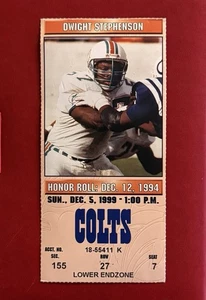 DWIGHT STEPHENSON
HONOR ROLL: DEC. 12, 1994
SUN., DEC. 5, 1999 - 1:00 P.M.
COLTS
ACCT. NO. 18-55411 K
SEC. ROW SEAT
155 27 7
LOWER ENDZONE